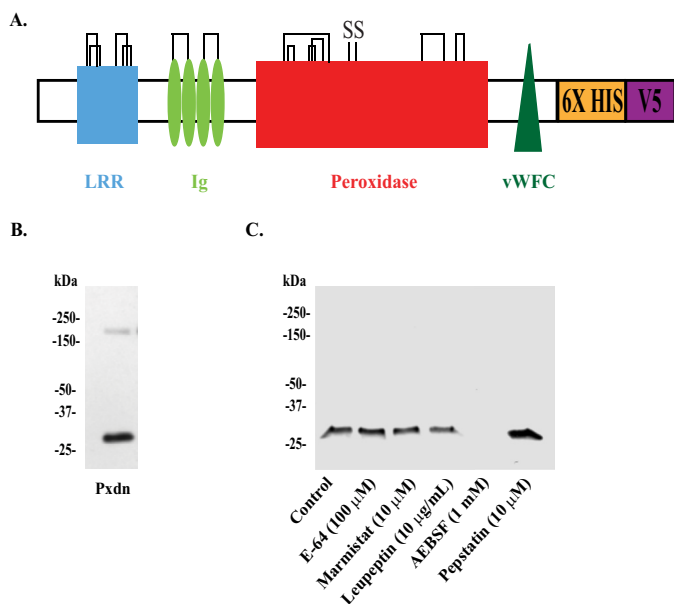 A.
SS
6X HIS V5
LRR Ig Peroxidase vWFC
B.
kDa
-250-
-150-
-50-
-37-
-25-
Pxdn
C.
kDa
-250-
-150-
-50-
-37-
-25-
Control
E-64 (100 μM)
Marmistat (10 μM)
Leupeptin (10 μg/mL)
AEBSF (1 mM)
Pepstatin (10 μM)